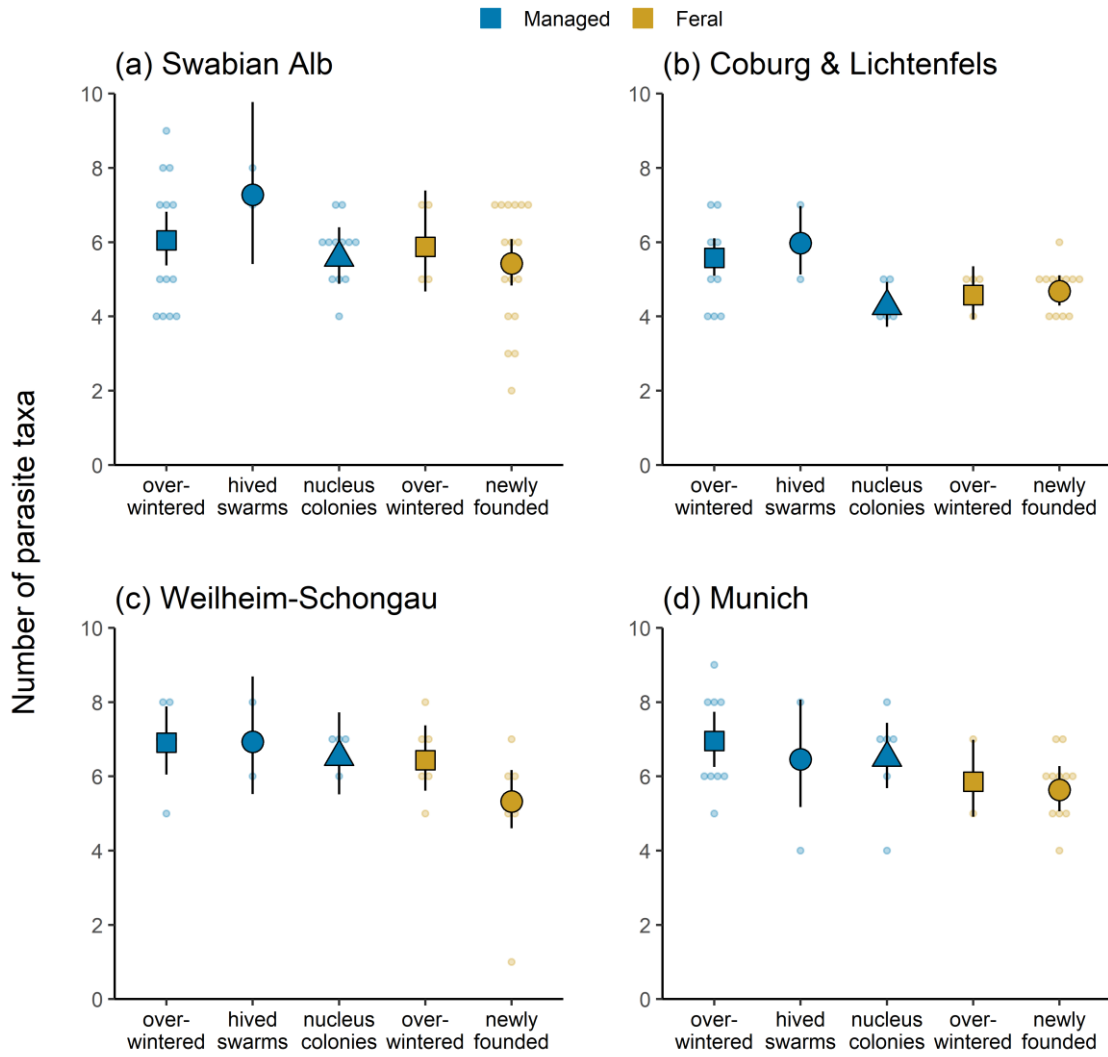 Managed Feral
(a) Swabian Alb
(b) Coburg & Lichtenfels
Number of parasite taxa
10
8
6
4
2
0
over-
wintered
hived
swarms
nucleus
colonies
over-
wintered
newly
founded
10
8
6
4
2
0
over-
wintered
hived
swarms
nucleus
colonies
over-
wintered
newly
founded
(c) Weilheim-Schongau
(d) Munich
10
8
6
4
2
0
over-
wintered
hived
swarms
nucleus
colonies
over-
wintered
newly
founded
10
8
6
4
2
0
over-
wintered
hived
swarms
nucleus
colonies
over-
wintered
newly
founded